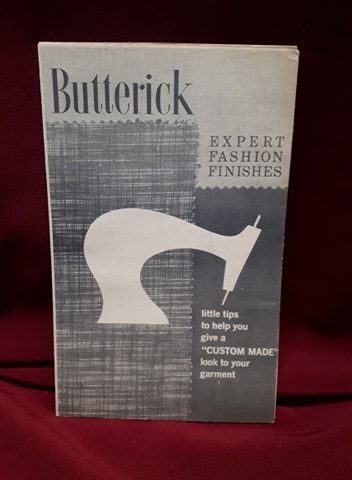 Butterick
EXPERT
FASHION
FINISHES
little tips
to help you
give a
"CUSTOM MADE"
look to your
garment